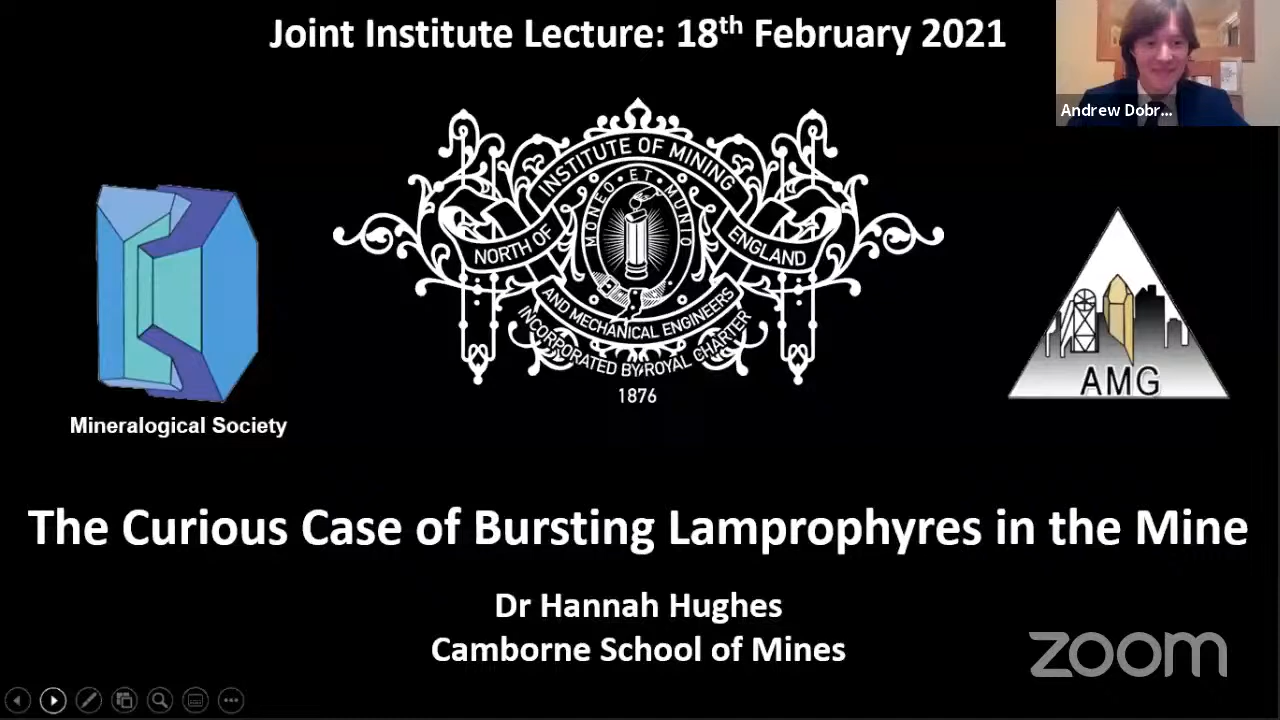 Joint Institute Lecture: 18th February 2021
Andrew Dobr...
INSTITUTE OF MINING
NORTH OF
ENGLAND
MONEO • ET • MUNIO
AND MECHANICAL ENGINEERS
INCORPORATED BY ROYAL CHARTER
1876
Mineralogical Society
AMG
The Curious Case of Bursting Lamprophyres in the Mine
Dr Hannah Hughes
Camborne School of Mines
zoom